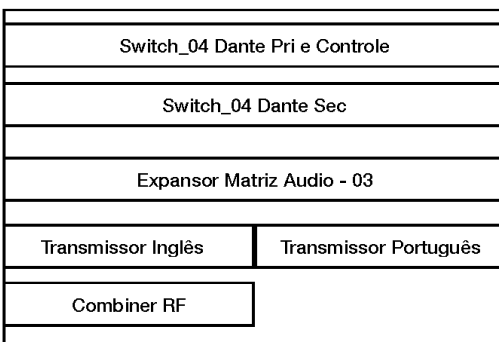 Switch_04 Dante Pri e Controle
Switch_04 Dante Sec
Expansor Matriz Audio - 03
Transmissor Inglês
Transmissor Português
Combiner RF